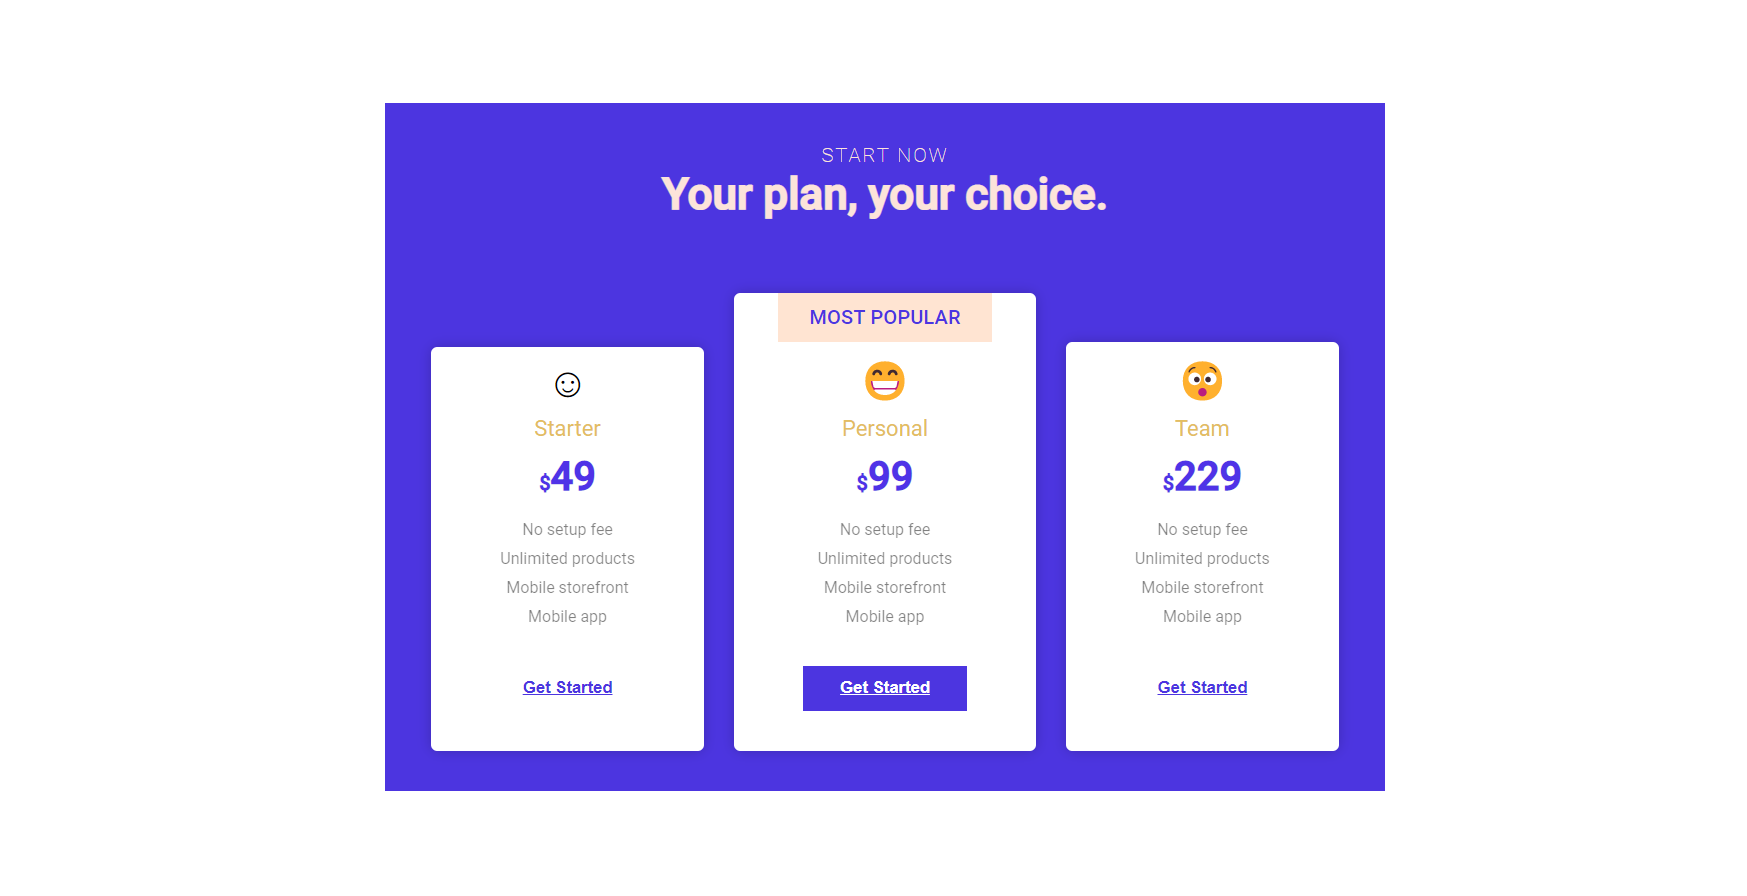 START NOW
Your plan, your choice.
Starter
$49
No setup fee
Unlimited products
Mobile storefront
Mobile app
Get Started
MOST POPULAR
Personal
$99
No setup fee
Unlimited products
Mobile storefront
Mobile app
Get Started
Team
$229
No setup fee
Unlimited products
Mobile storefront
Mobile app
Get Started